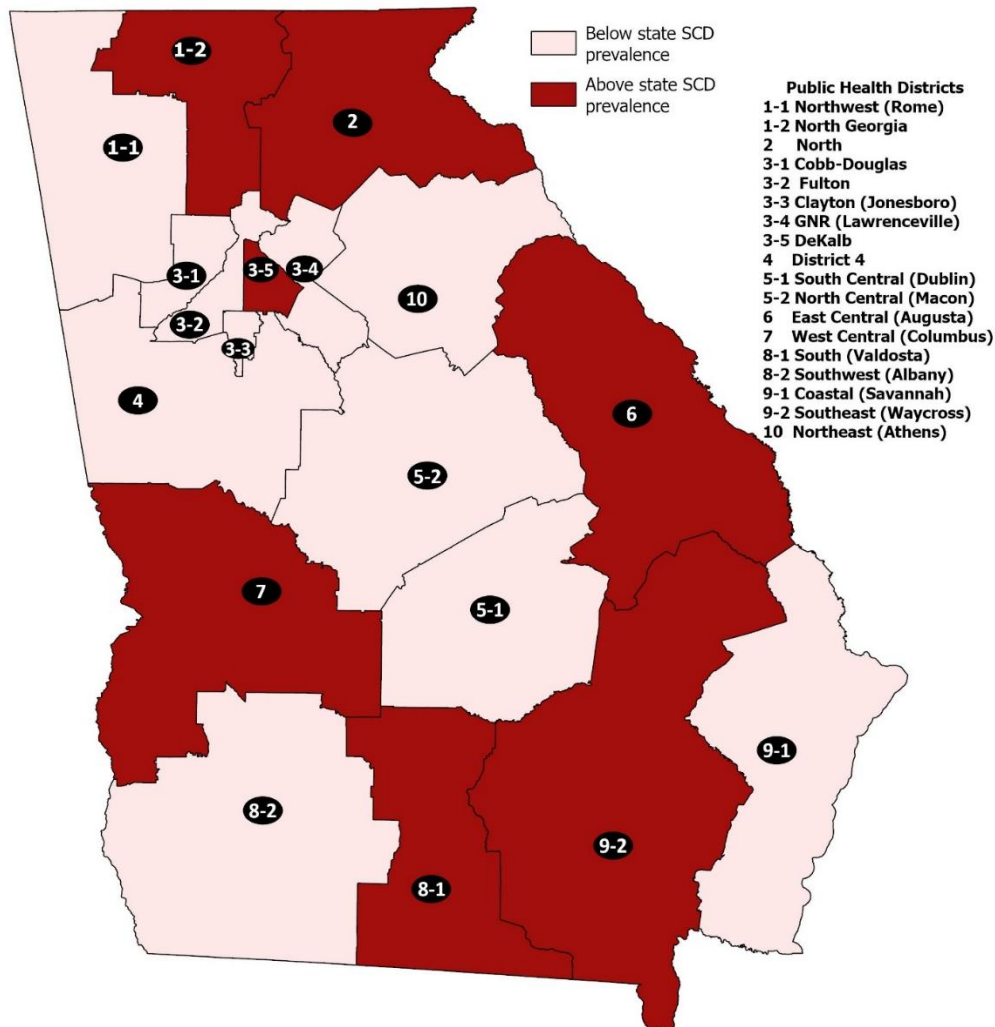 Below state SCD
prevalence
Above state SCD
prevalence
Public Health Districts
1-1 Northwest (Rome)
1-2 North Georgia
2 North
3-1 Cobb-Douglas
3-2 Fulton
3-3 Clayton (Jonesboro)
3-4 GNR (Lawrenceville)
3-5 DeKalb
4 District 4
5-1 South Central (Dublin)
5-2 North Central (Macon)
6 East Central (Augusta)
7 West Central (Columbus)
8-1 South (Valdosta)
8-2 Southwest (Albany)
9-1 Coastal (Savannah)
9-2 Southeast (Waycross)
10 Northeast (Athens)
1-2
2
1-1
3-1
3-5
3-4
10
3-2
3-3
4
6
5-2
7
5-1
9-1
8-2
9-2
8-1